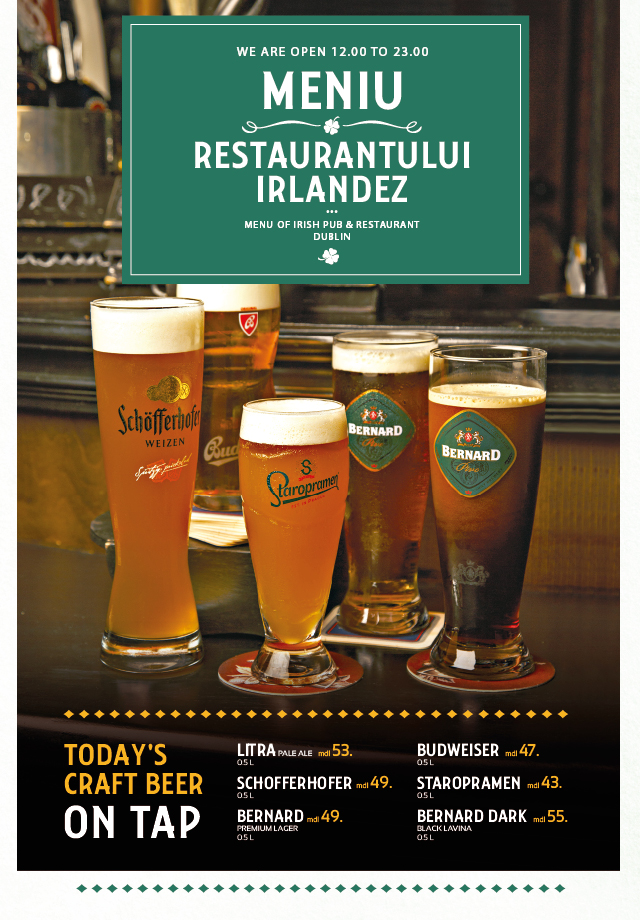 WE ARE OPEN 12.00 TO 23.00
MENIU
RESTAURANTULUI
IRLANDEZ
MENU OF IRISH PUB & RESTAURANT
DUBLIN
Schöfferhofer
WEIZEN
Bud
Staropramen
BERNARD
BERNARD
TODAY'S
CRAFT BEER
ON TAP
LITRA PALE ALE mdl 53.
0.5 L
SCHOFFERHOFER mdl 49.
0.5 L
BERNARD mdl 49.
PREMIUM LAGER
0.5 L
BUDWEISER mdl 47.
0.5 L
STAROPRAMEN mdl 43.
0.5 L
BERNARD DARK mdl 55.
BLACK LAVINA
0.5 L